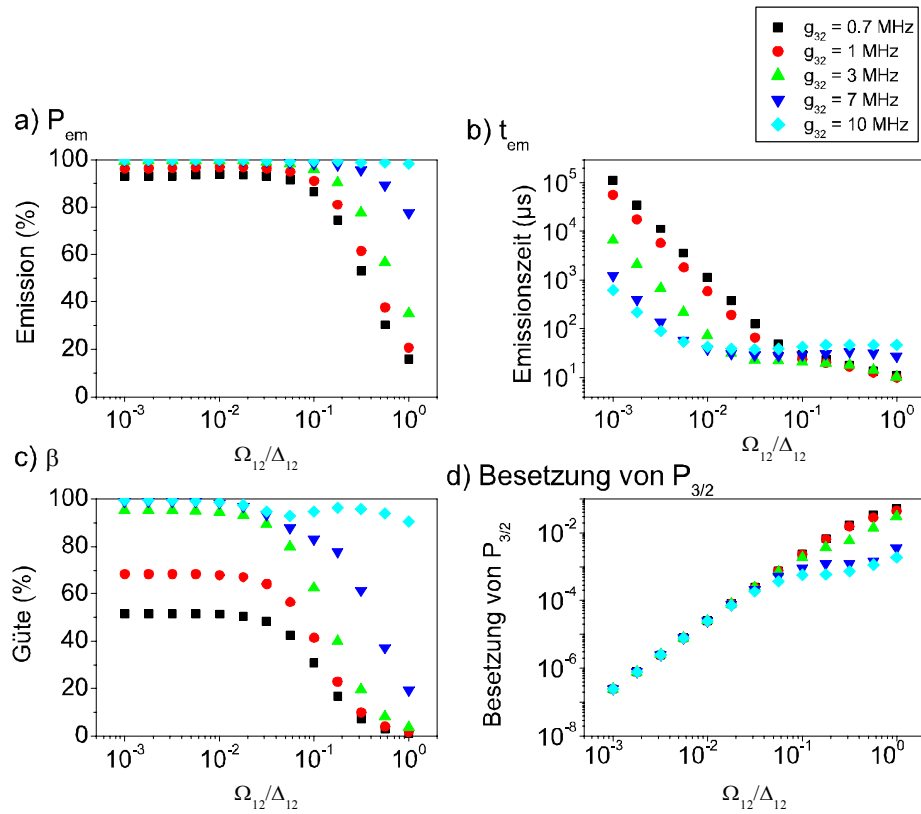 g₃₂ = 0.7 MHz
g₃₂ = 1 MHz
g₃₂ = 3 MHz
g₃₂ = 7 MHz
g₃₂ = 10 MHz
a) P_em
Emission (%)
100
80
60
40
20
0
10⁻³ 10⁻² 10⁻¹ 10⁰
Ω₁₂/Δ₁₂
b) t_em
Emissionszeit (µs)
10⁵
10⁴
10³
10²
10¹
10⁻³ 10⁻² 10⁻¹ 10⁰
Ω₁₂/Δ₁₂
c) β
Güte (%)
100
80
60
40
20
0
10⁻³ 10⁻² 10⁻¹ 10⁰
Ω₁₂/Δ₁₂
d) Besetzung von P₃/₂
Besetzung von P₃/₂
10⁻²
10⁻⁴
10⁻⁶
10⁻⁸
10⁻³ 10⁻² 10⁻¹ 10⁰
Ω₁₂/Δ₁₂